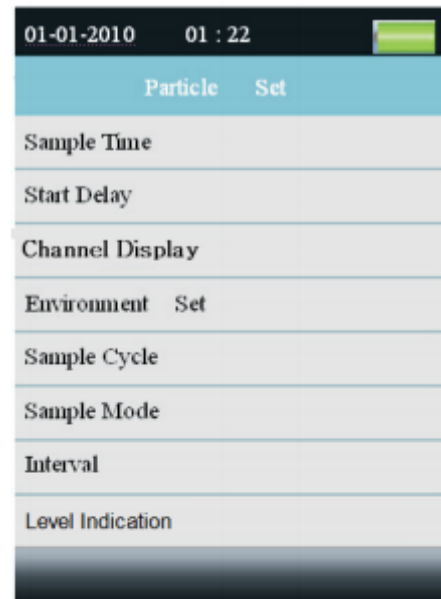 01-01-2010 01 : 22
Particle Set
Sample Time
Start Delay
Channel Display
Environment Set
Sample Cycle
Sample Mode
Interval
Level Indication